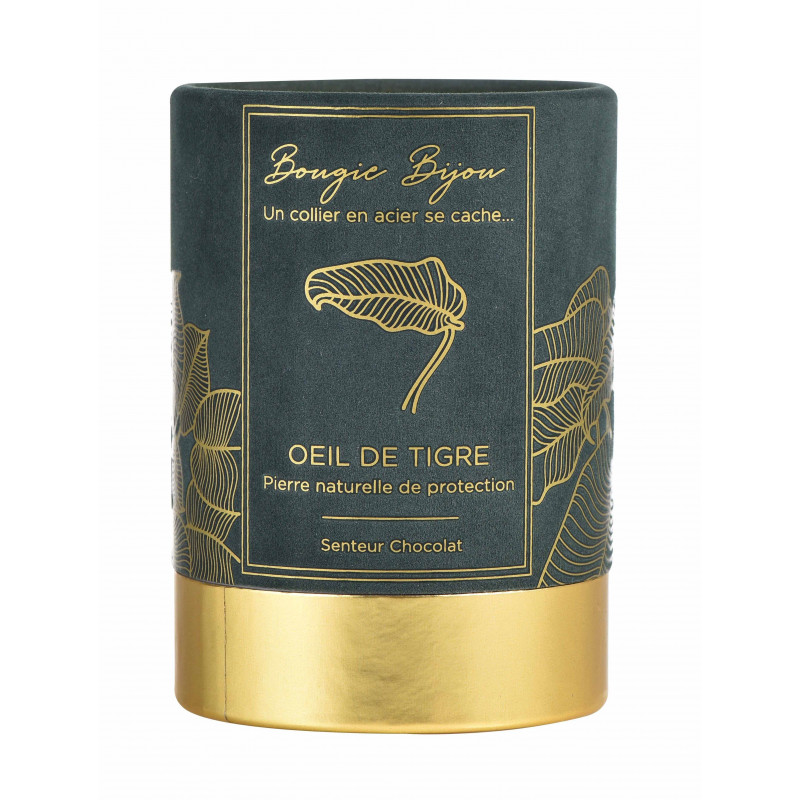 Bougie Bijou
Un collier en acier se cache...
OEIL DE TIGRE
Pierre naturelle de protection
Senteur Chocolat